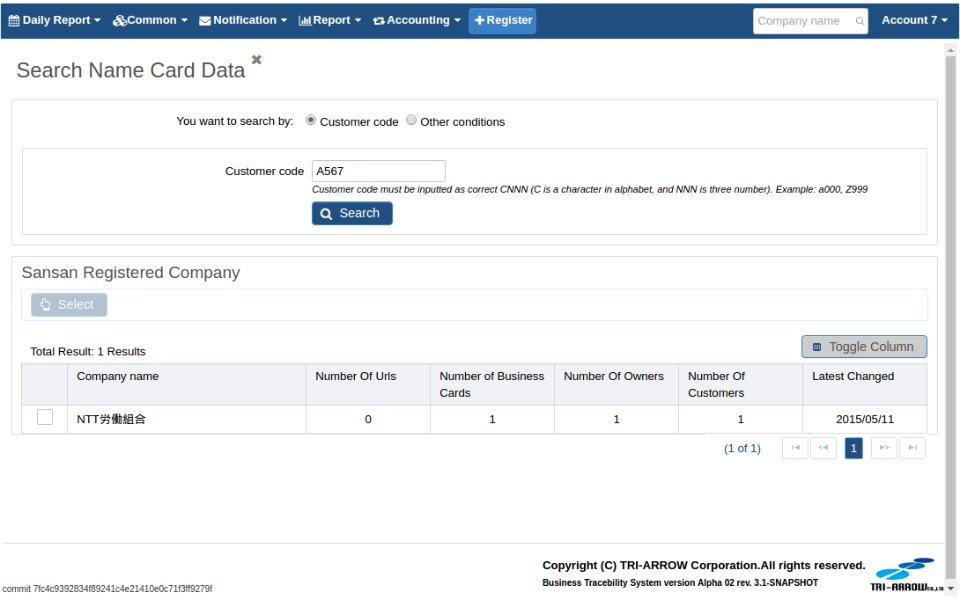 Daily Report Common Notification Report Accounting Register Company name Account 7
Search Name Card Data
You want to search by: Customer code Other conditions
Customer code A567
Customer code must be inputted as correct CNNN (C is a character in alphabet, and NNN is three number). Example: a000, Z999
Search
Sansan Registered Company
Select
Total Result: 1 Results Toggle Column
Company name Number Of Urls Number of Business Cards Number Of Owners Number Of Customers Latest Changed
NTT労働組合 0 1 1 1 2015/05/11
(1 of 1) 1
Copyright (C) TRI-ARROW Corporation.All rights reserved.
Business Tracebility System version Alpha 02 rev. 3.1-SNAPSHOT
TRI-ARROW
commit 7fc4c9392834f89241c4e21410e0c71f3ff9279f